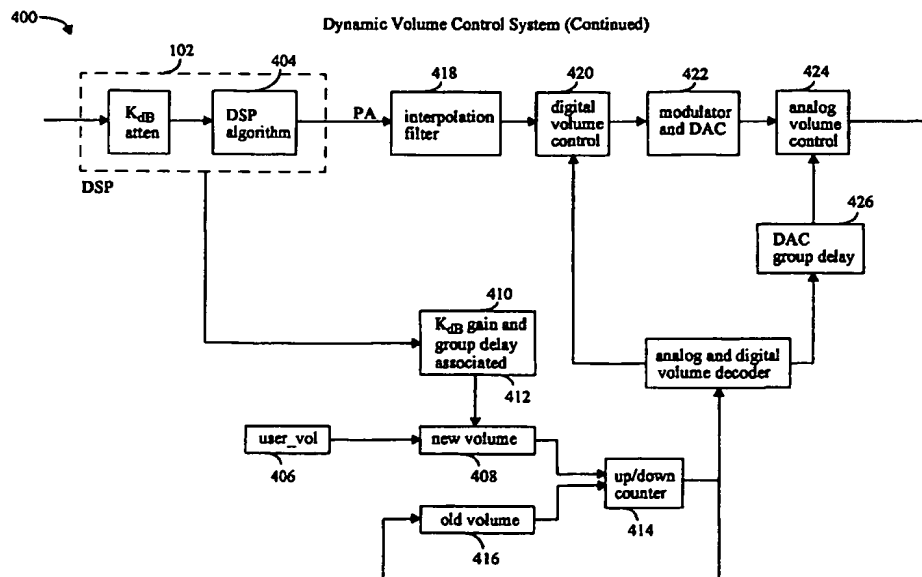 400
Dynamic Volume Control System (Continued)
102
404
418
420
422
424
K_dB
atten
DSP
algorithm
PA
interpolation
filter
digital
volume
control
modulator
and DAC
analog
volume
control
DSP
426
DAC
group delay
410
K_dB gain and
group delay
associated
412
analog and digital
volume decoder
user_vol
406
new volume
408
up/down
counter
414
old volume
416